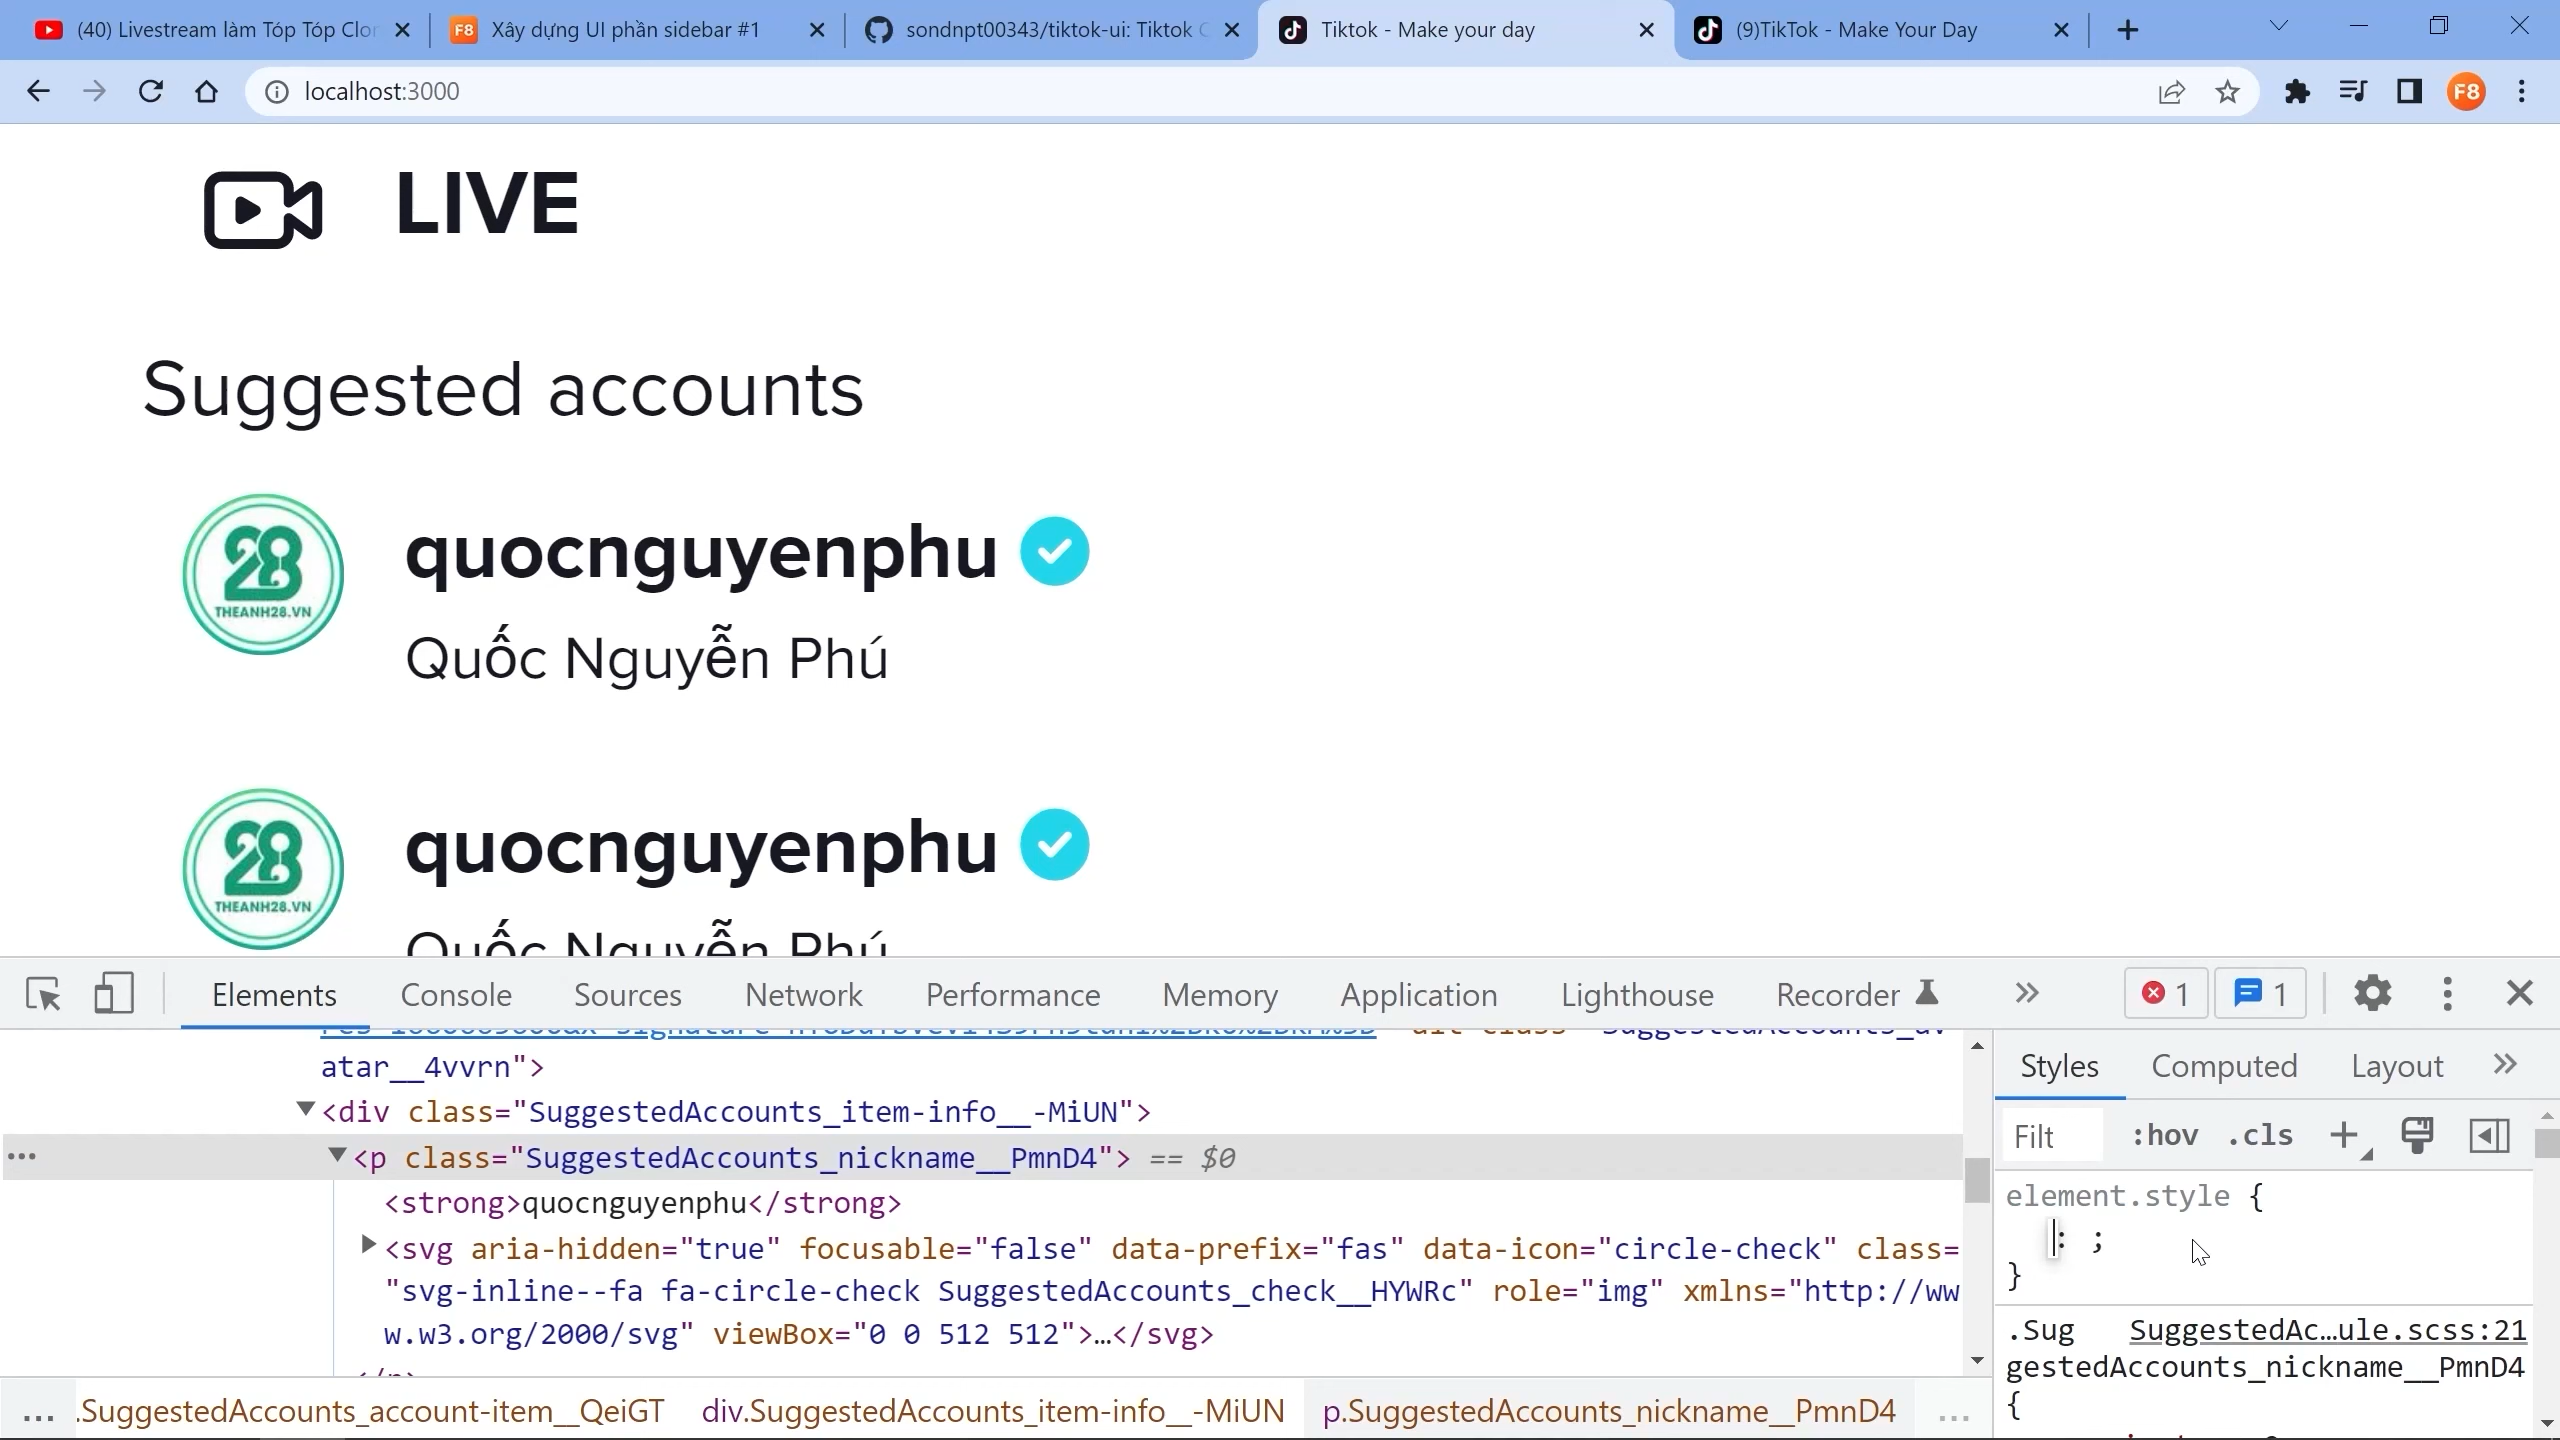 (40) Livestream làm Tóp Tóp Clor
Xây dựng UI phần sidebar #1
sondnpt00343/tiktok-ui: Tiktok C
Tiktok - Make your day
(9)TikTok - Make Your Day
localhost:3000
F8
LIVE
Suggested accounts
28
THEANH28.VN
quocnguyenphu
Quốc Nguyễn Phú
28
THEANH28.VN
quocnguyenphu
Quốc Nguyễn Phú
Elements Console Sources Network Performance Memory Application Lighthouse Recorder 1 1
atar__4vvrn">
<div class="SuggestedAccounts_item-info__-MiUN">
<p class="SuggestedAccounts_nickname__PmnD4"> == $0
<strong>quocnguyenphu</strong>
<svg aria-hidden="true" focusable="false" data-prefix="fas" data-icon="circle-check" class=
"svg-inline--fa fa-circle-check SuggestedAccounts_check__HYWRc" role="img" xmlns="http://ww
w.w3.org/2000/svg" viewBox="0 0 512 512">…</svg>
... .SuggestedAccounts_account-item__QeiGT div.SuggestedAccounts_item-info__-MiUN p.SuggestedAccounts_nickname__PmnD4 ...
Styles Computed Layout
Filt :hov .cls
element.style {
: ;
}
.Sug SuggestedAc…ule.scss:21
gestedAccounts_nickname__PmnD4
{